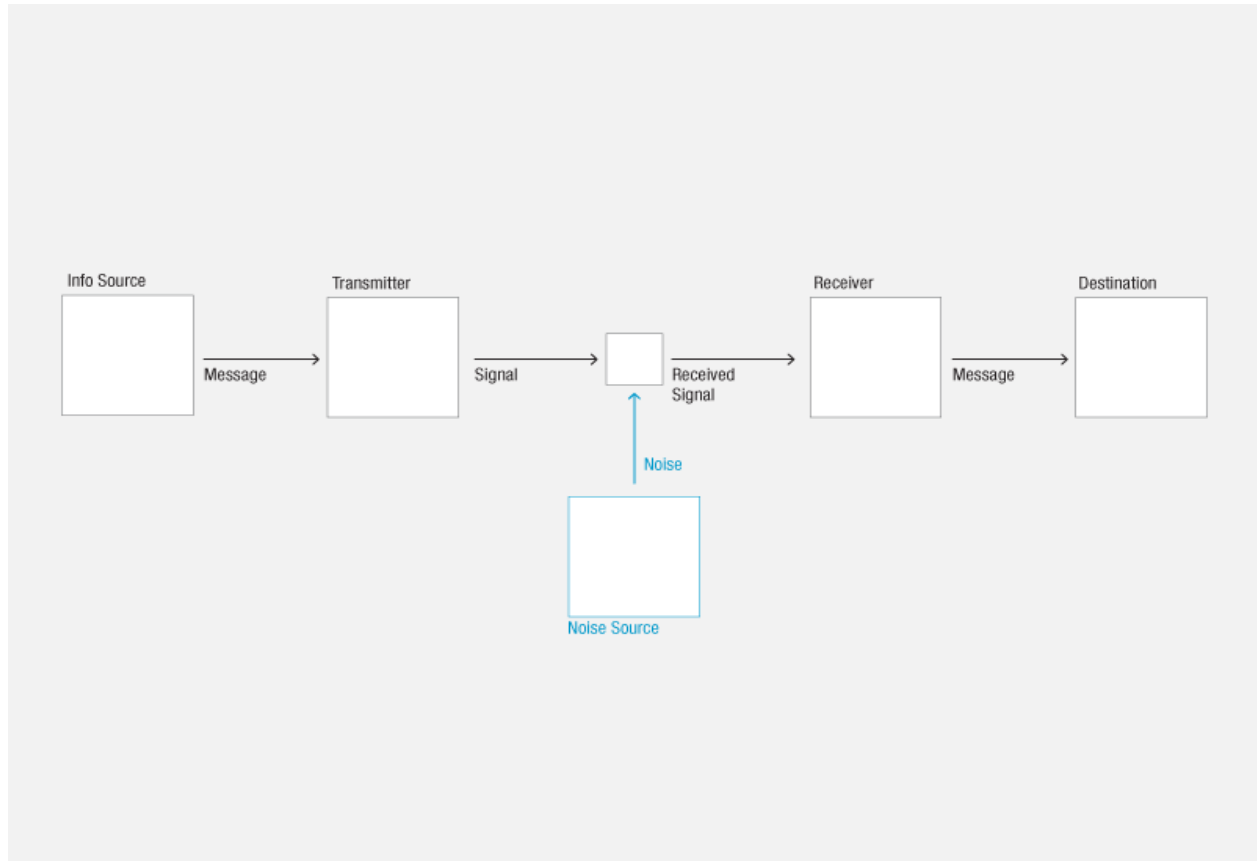 Info Source
Transmitter
Receiver
Destination
Message
Signal
Received
Signal
Message
Noise
Noise Source